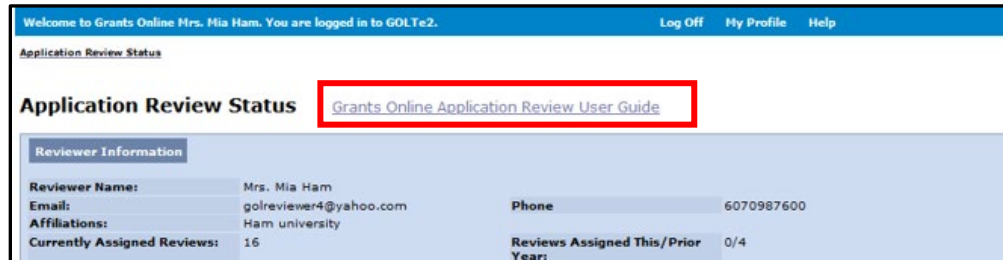 Welcome to Grants Online Mrs. Mia Ham. You are logged in to GOLTe2. Log Off My Profile Help
Application Review Status
Application Review Status Grants Online Application Review User Guide
Reviewer Information
Reviewer Name: Mrs. Mia Ham
Email: golreviewer4@yahoo.com Phone 6070987600
Affiliations: Ham university
Currently Assigned Reviews: 16 Reviews Assigned This/Prior 0/4
Year: